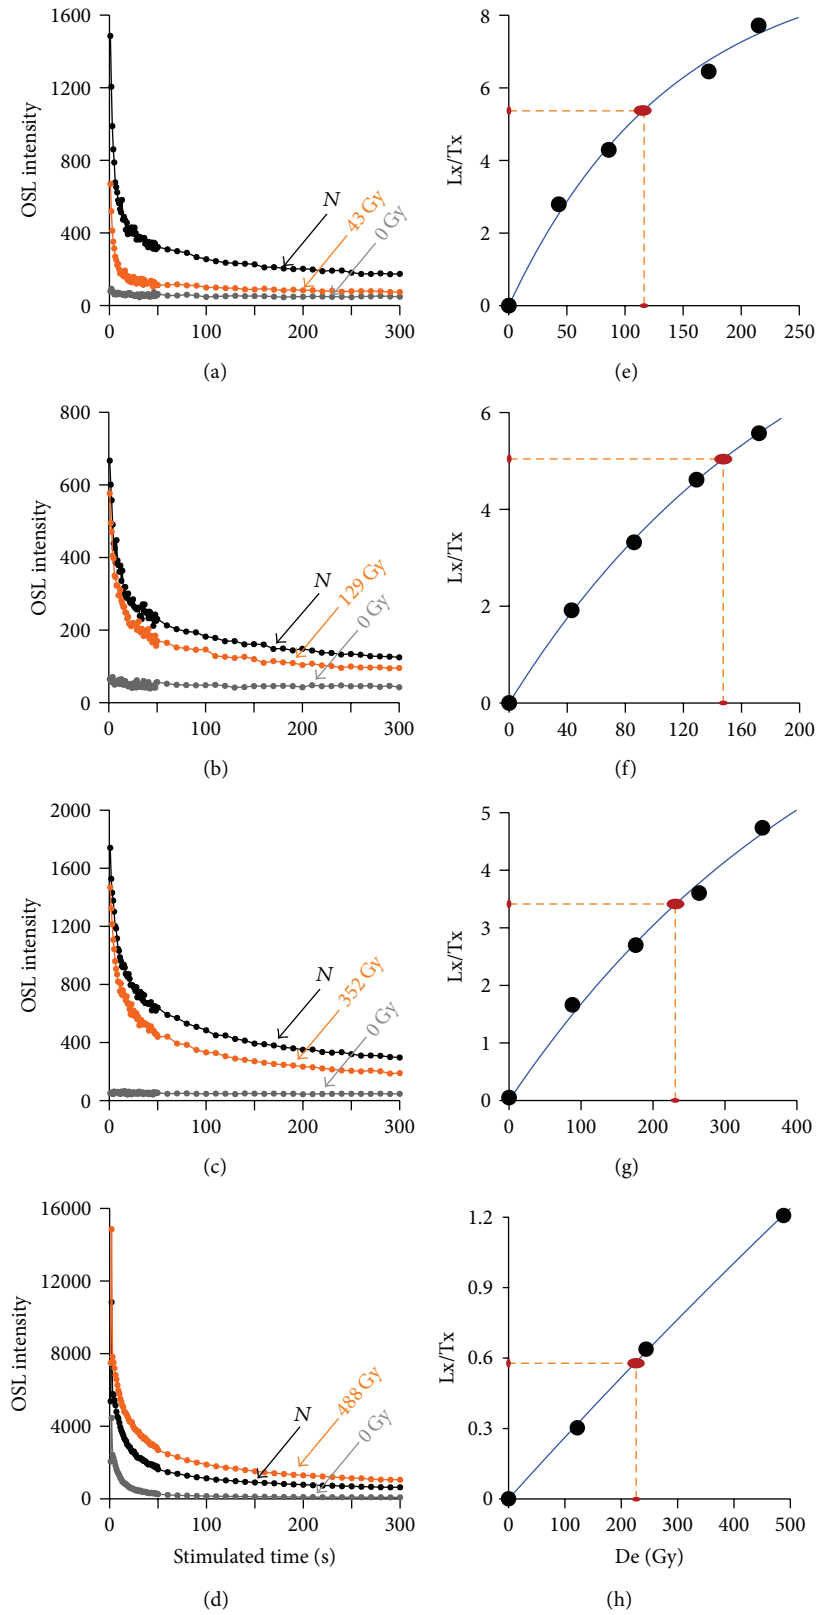 1600
1200
800
400
0
OSL intensity
N
43 Gy
0 Gy
0
100
200
300
(a)
8
6
4
2
0
Lx/Tx
0
50
100
150
200
250
(e)
800
600
400
200
0
OSL intensity
N
129 Gy
0 Gy
0
100
200
300
(b)
6
4
2
0
Lx/Tx
0
40
80
120
160
200
(f)
2000
1600
1200
800
400
0
OSL intensity
N
352 Gy
0 Gy
0
100
200
300
(c)
5
4
3
2
1
0
Lx/Tx
0
100
200
300
400
(g)
16000
12000
8000
4000
0
OSL intensity
N
488 Gy
0 Gy
0
100
200
300
Stimulated time (s)
(d)
1.2
0.9
0.6
0.3
0
Lx/Tx
0
100
200
300
400
500
De (Gy)
(h)